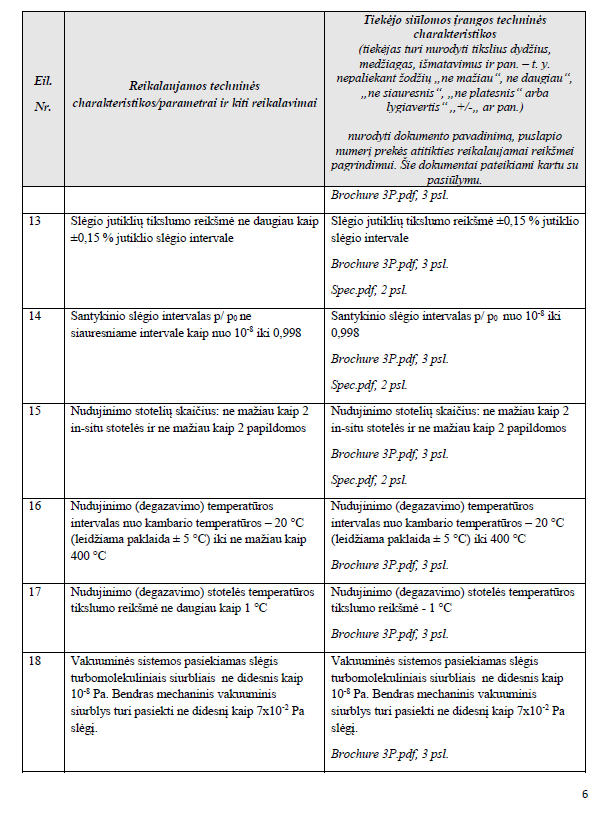 Eil.
Nr.
Reikalaujamos techninės
charakteristikos/parametrai ir kiti reikalavimai
Tiekėjo siūlomos įrangos techninės
charakteristikos
(tiekėjas turi nurodyti tikslius dydžius,
medžiagas, išmatavimus ir pan. – t. y.
nepaliekant žodžių „ne mažiau“, ne daugiau“,
„ne siauresnis“, „ne platesnis“ arba
lygiavertis“ „+/-„ ar pan.)
nurodyti dokumento pavadinimą, puslapio
numerį prekės atitikties reikalaujamai reikšmei
pagrindimui. Šie dokumentai pateikiami kartu su
pasiūlymu.
Brochure 3P.pdf, 3 psl.
13
Slėgio jutiklių tikslumo reikšmė ne daugiau kaip
±0,15 % jutiklio slėgio intervale
Slėgio jutiklių tikslumo reikšmė ±0,15 % jutiklio
slėgio intervale
Brochure 3P.pdf, 3 psl.
Spec.pdf, 2 psl.
14
Santykinio slėgio intervalas p/ p₀ ne
siauresniame intervale kaip nuo 10⁻⁸ iki 0,998
Santykinio slėgio intervalas p/ p₀ nuo 10⁻⁸ iki
0,998
Brochure 3P.pdf, 3 psl.
Spec.pdf, 2 psl.
15
Nudujinimo stotelių skaičius: ne mažiau kaip 2
in-situ stotelės ir ne mažiau kaip 2 papildomos
Nudujinimo stotelių skaičius: ne mažiau kaip 2
in-situ stotelės ir ne mažiau kaip 2 papildomos
Brochure 3P.pdf, 3 psl.
Spec.pdf, 2 psl.
16
Nudujinimo (degazavimo) temperatūros
intervalas nuo kambario temperatūros – 20 °C
(leidžiama paklaida ± 5 °C) iki ne mažiau kaip
400 °C
Nudujinimo (degazavimo) temperatūros
intervalas nuo kambario temperatūros – 20 °C
(leidžiama paklaida ± 5 °C) iki 400 °C
Brochure 3P.pdf, 3 psl.
17
Nudujinimo (degazavimo) stotelės temperatūros
tikslumo reikšmė ne daugiau kaip 1 °C
Nudujinimo (degazavimo) stotelės temperatūros
tikslumo reikšmė - 1 °C
Brochure 3P.pdf, 3 psl.
18
Vakuuminės sistemos pasiekiamas slėgis
turbomolekuliniais siurbliais ne didesnis kaip
10⁻⁸ Pa. Bendras mechaninis vakuuminis
siurblys turi pasiekti ne didesnį kaip 7x10⁻² Pa
slėgį.
Vakuuminės sistemos pasiekiamas slėgis
turbomolekuliniais siurbliais ne didesnis kaip
10⁻⁸ Pa. Bendras mechaninis vakuuminis
siurblys turi pasiekti ne didesnį kaip 7x10⁻² Pa
slėgį.
Brochure 3P.pdf, 3 psl.
6